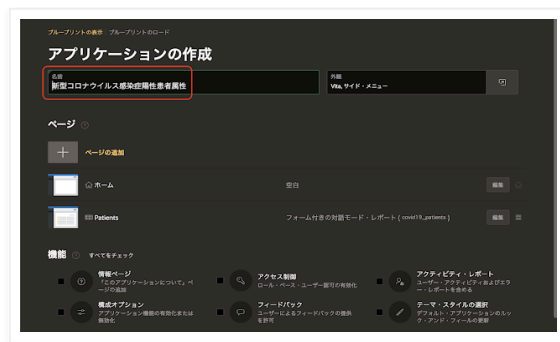 ブループリントの表示 ブループリントのロード
アプリケーションの作成
名前
新型コロナウイルス感染症陽性患者属性
外観
Vita, サイド・メニュー
ページ
ページの追加
ホーム 空白 編集
Patients フォーム付きの対話モード・レポート ( covid19_patients ) 編集
機能 すべてをチェック
情報ページ
「このアプリケーションについて」ペ
ージの追加
アクセス制御
ロール・ベース・ユーザー認可の有効化
アクティビティ・レポート
ユーザー・アクティビティおよびエラ
ー・レポートを含める
構成オプション
アプリケーション機能の有効化または
無効化
フィードバック
ユーザーによるフィードバックの提供
を許可
テーマ・スタイルの選択
デフォルト・アプリケーションのルッ
ク・アンド・フィールの更新